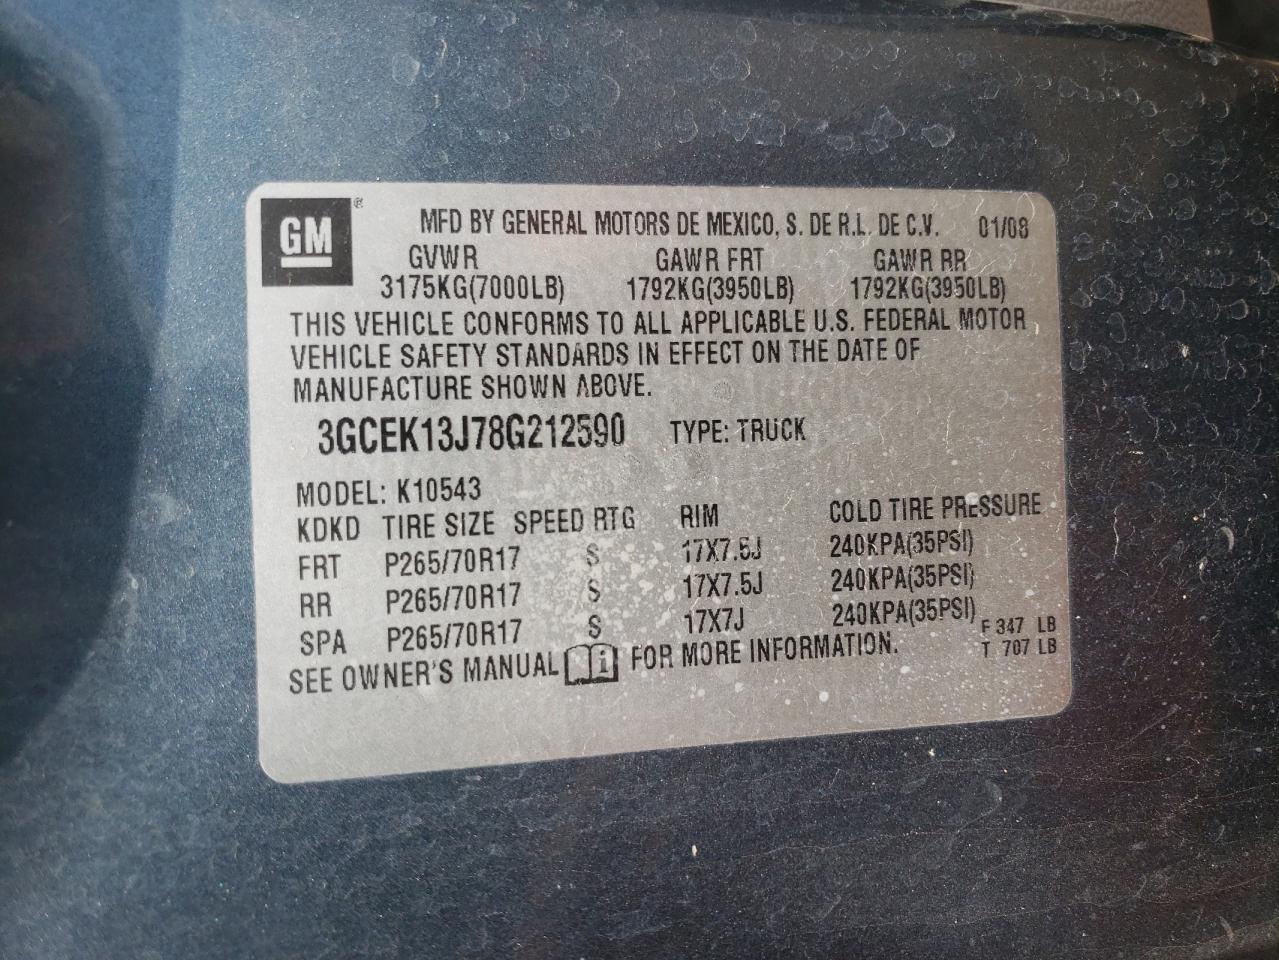 GM ®
MFD BY GENERAL MOTORS DE MEXICO, S. DE R.L. DE C.V. 01/08
GVWR GAWR FRT GAWR RR
3175KG(7000LB) 1792KG(3950LB) 1792KG(3950LB)
THIS VEHICLE CONFORMS TO ALL APPLICABLE U.S. FEDERAL MOTOR
VEHICLE SAFETY STANDARDS IN EFFECT ON THE DATE OF
MANUFACTURE SHOWN ABOVE.
3GCEK13J78G212590 TYPE: TRUCK
MODEL: K10543
KDKD TIRE SIZE SPEED RTG RIM COLD TIRE PRESSURE
FRT P265/70R17 S 17X7.5J 240KPA(35PSI)
RR P265/70R17 S 17X7.5J 240KPA(35PSI)
SPA P265/70R17 S 17X7J 240KPA(35PSI) F 347 LB
SEE OWNER'S MANUAL i FOR MORE INFORMATION. T 707 LB